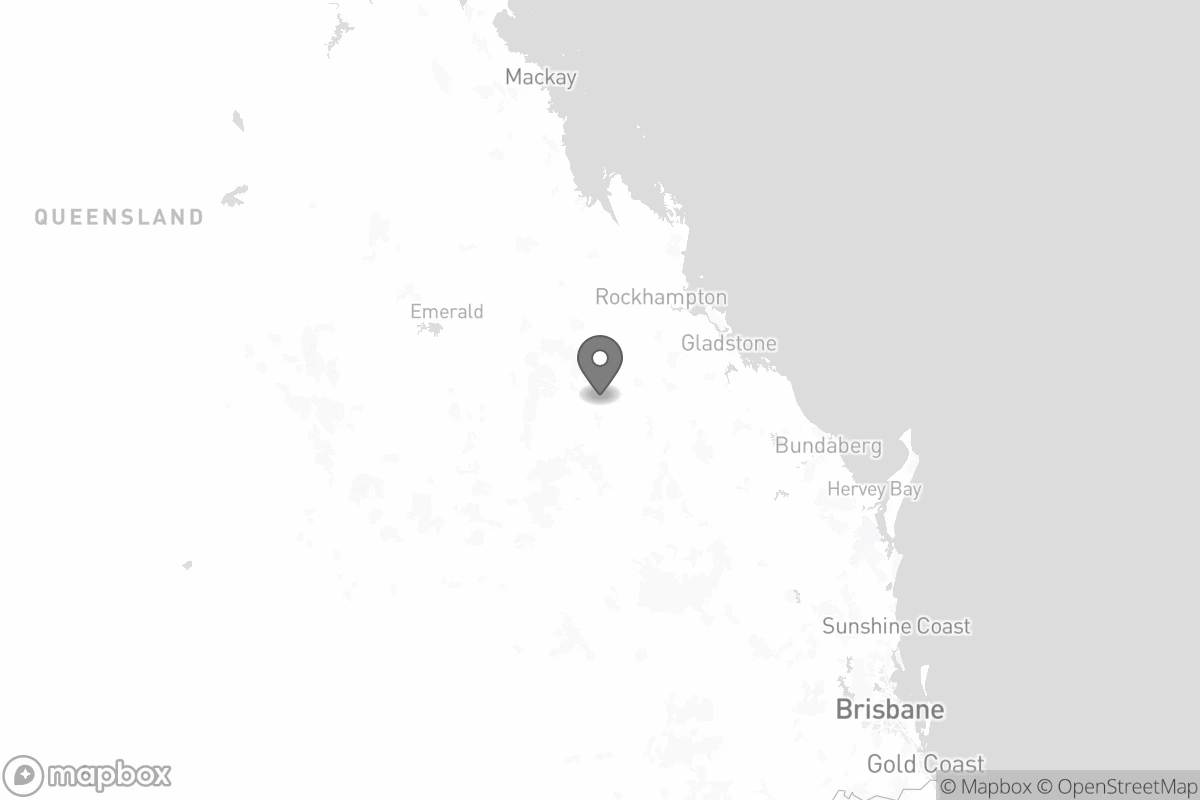 Mackay
QUEENSLAND
Rockhampton
Emerald
Gladstone
Bundaberg
Hervey Bay
Sunshine Coast
Brisbane
Gold Coast
mapbox
© Mapbox © OpenStreetMap